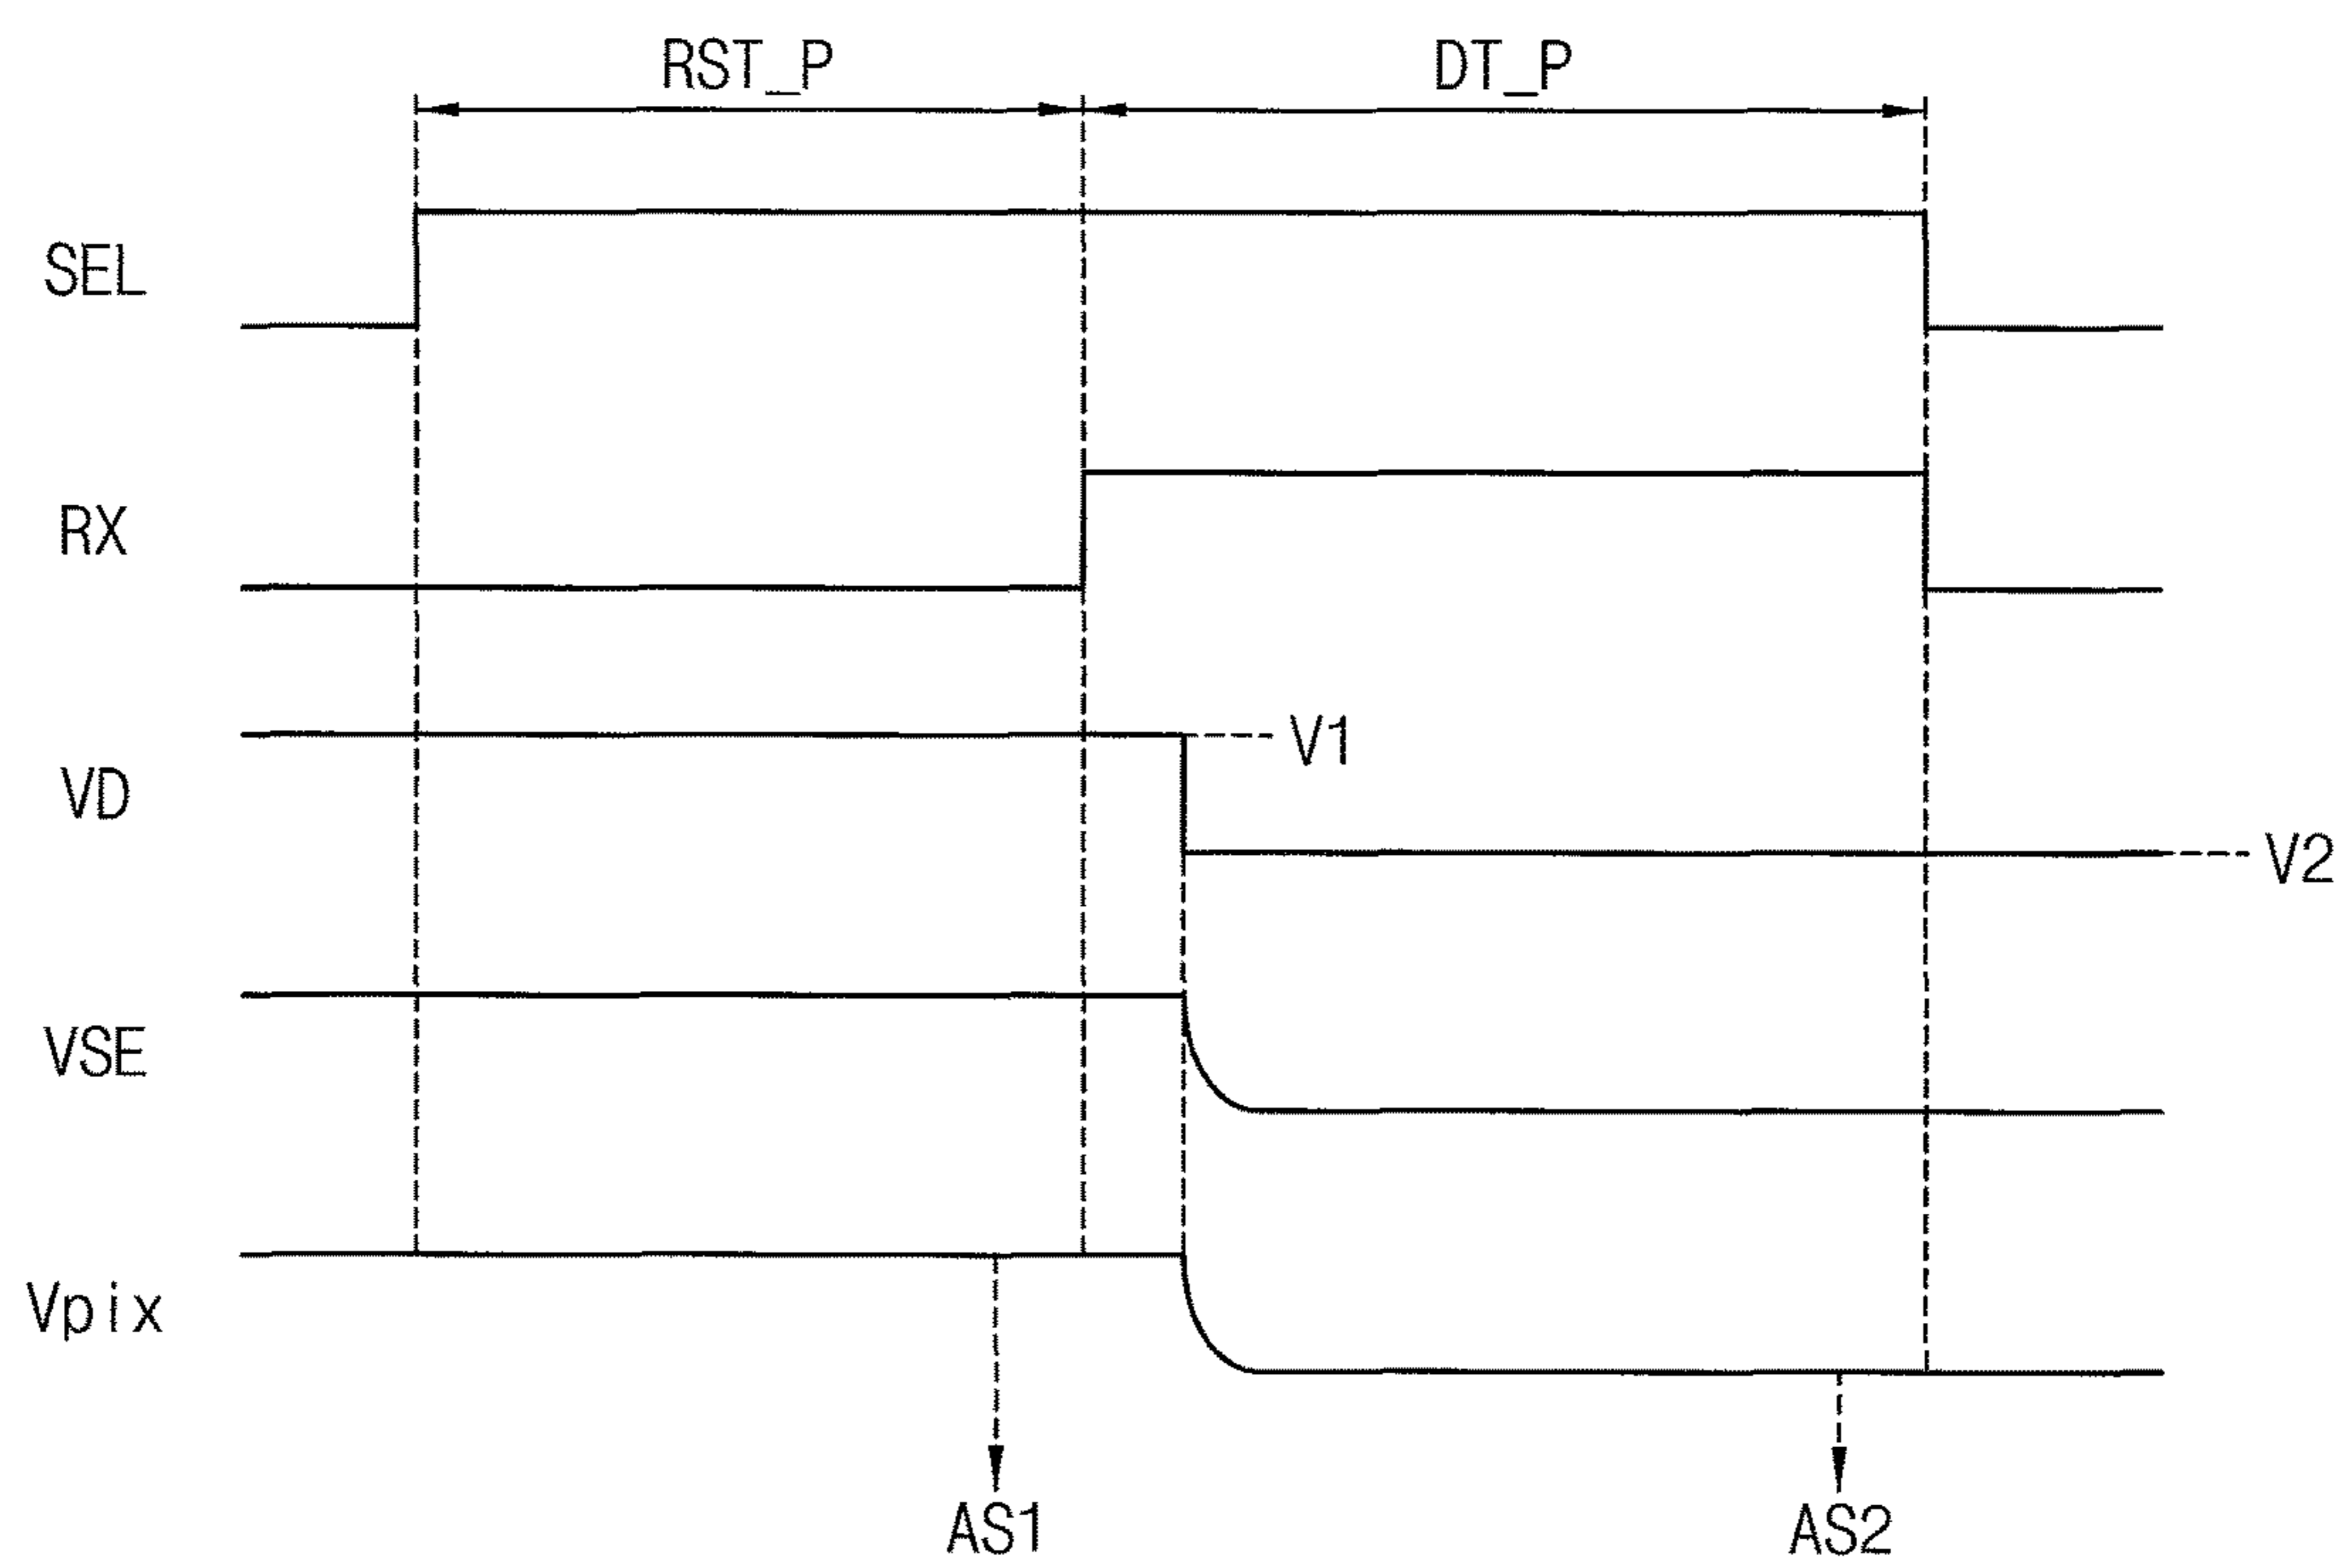 RST_P
DT_P
SEL
RX
V1
VD
V2
VSE
Vpix
AS1
AS2